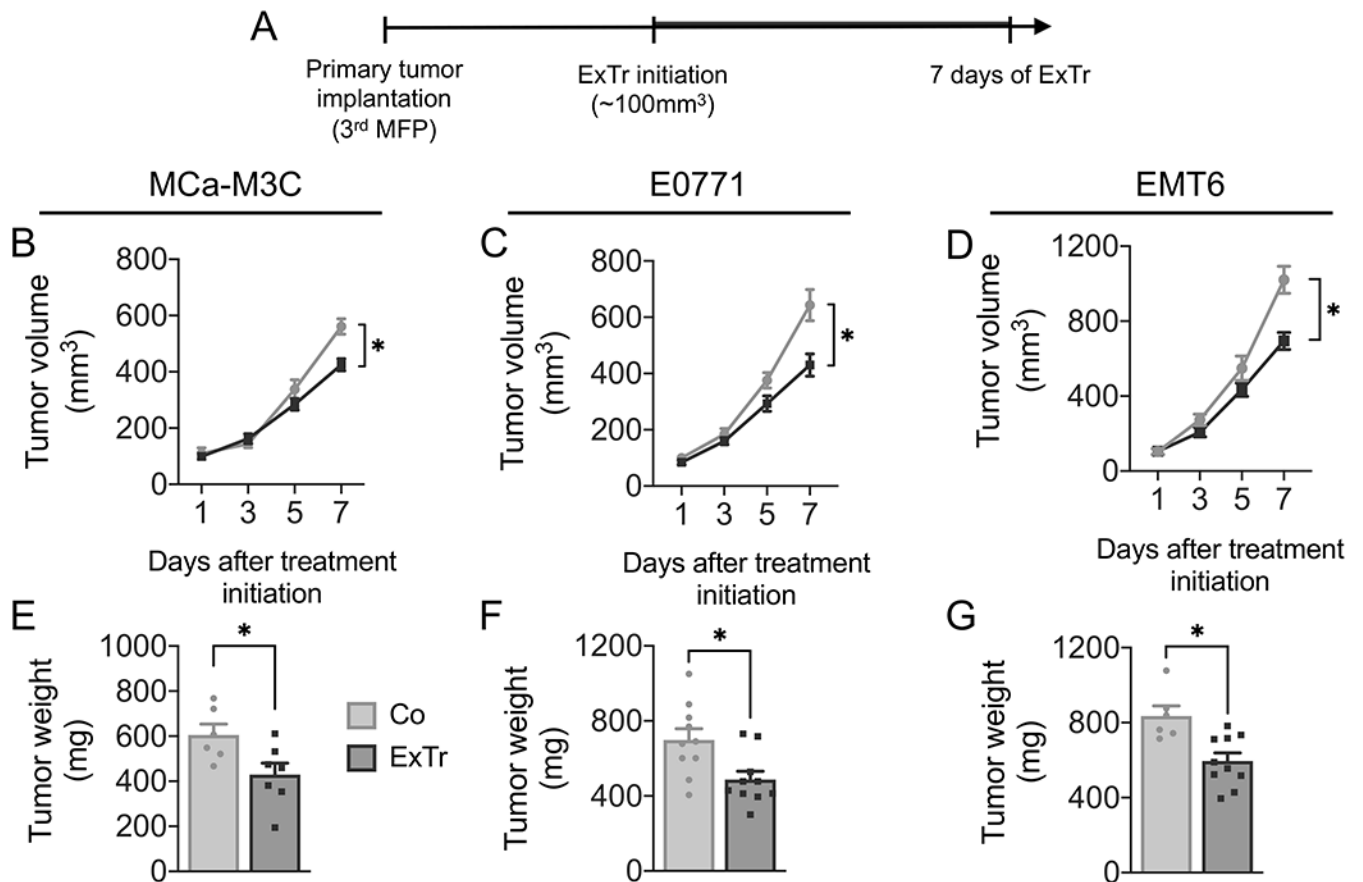 A
Primary tumor
implantation
(3rd MFP)
ExTr initiation
(~100mm³)
7 days of ExTr
MCa-M3C
E0771
EMT6
B
Tumor volume
(mm³)
800
600
400
200
0
1 3 5 7
*
Days after treatment
initiation
C
Tumor volume
(mm³)
800
600
400
200
0
1 3 5 7
*
Days after treatment
initiation
D
Tumor volume
(mm³)
1200
800
400
0
1 3 5 7
*
Days after treatment
initiation
E
Tumor weight
(mg)
1000
800
600
400
200
0
*
Co
ExTr
F
Tumor weight
(mg)
1200
800
400
0
*
G
Tumor weight
(mg)
1200
800
400
0
*